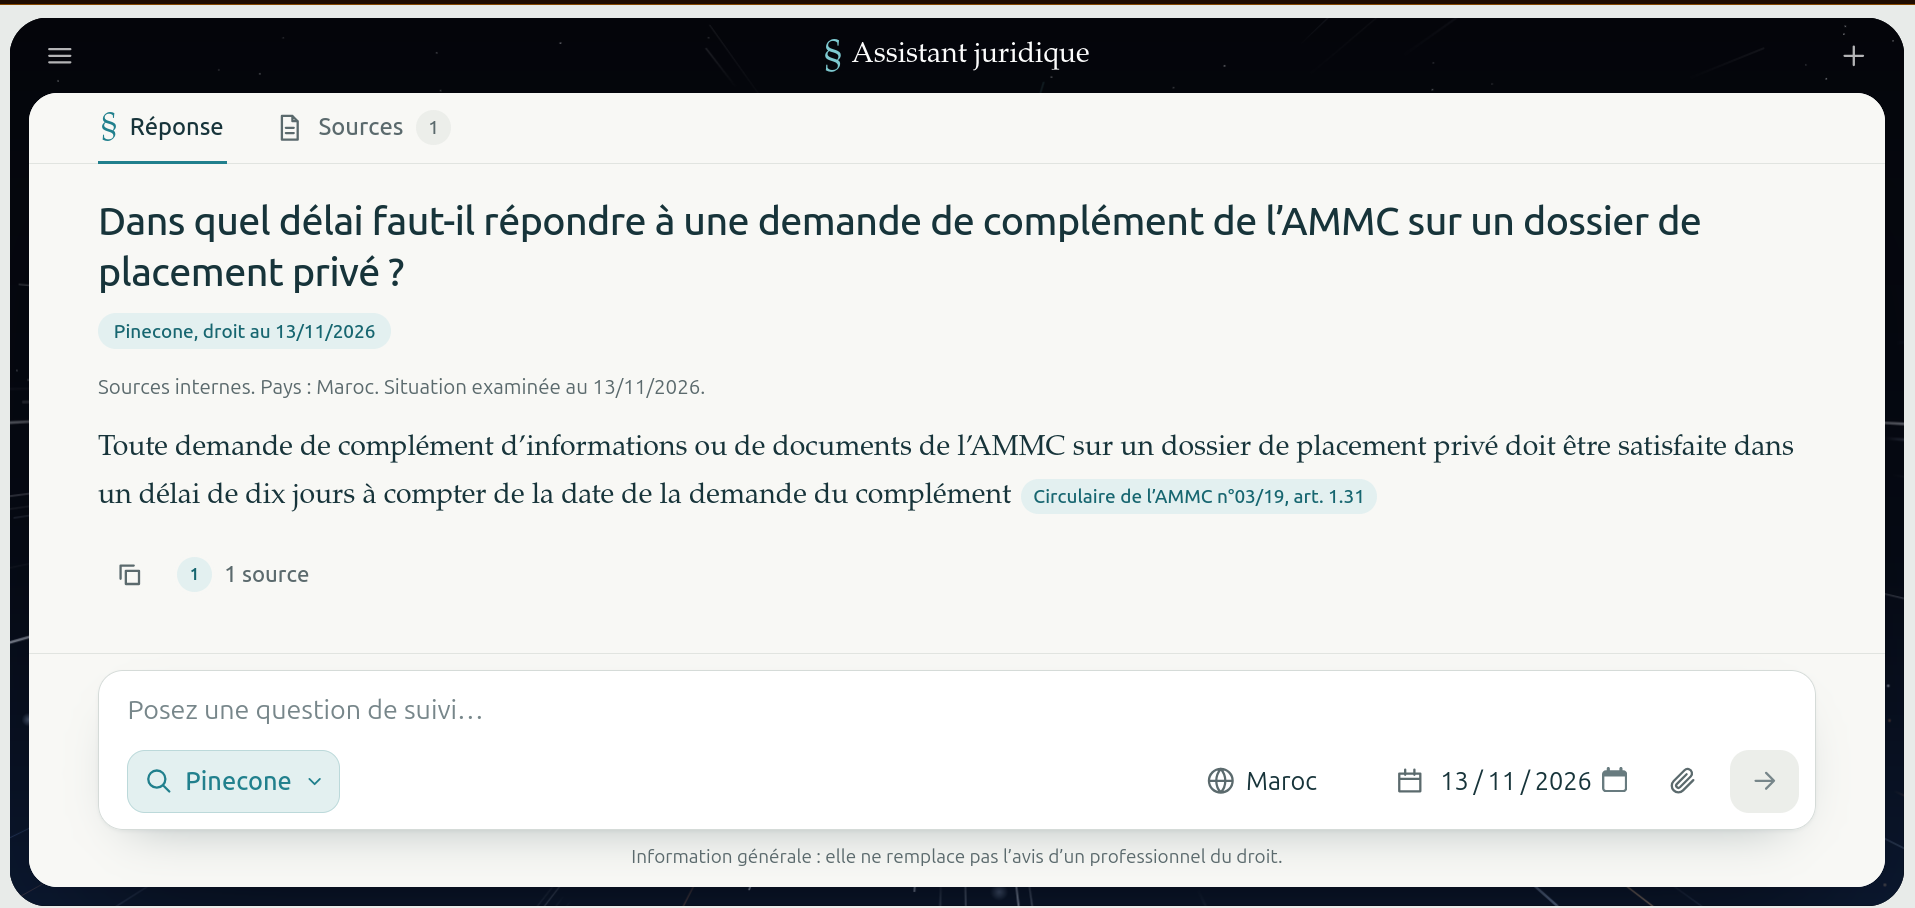 § Assistant juridique
§ Réponse
Sources 1
Dans quel délai faut-il répondre à une demande de complément de l’AMMC sur un dossier de
placement privé ?
Pinecone, droit au 13/11/2026
Sources internes. Pays : Maroc. Situation examinée au 13/11/2026.
Toute demande de complément d’informations ou de documents de l’AMMC sur un dossier de placement privé doit être satisfaite dans
un délai de dix jours à compter de la date de la demande du complément Circulaire de l’AMMC n°03/19, art. 1.31
1 1 source
Posez une question de suivi…
Pinecone
Maroc
13/11/2026
Information générale : elle ne remplace pas l’avis d’un professionnel du droit.